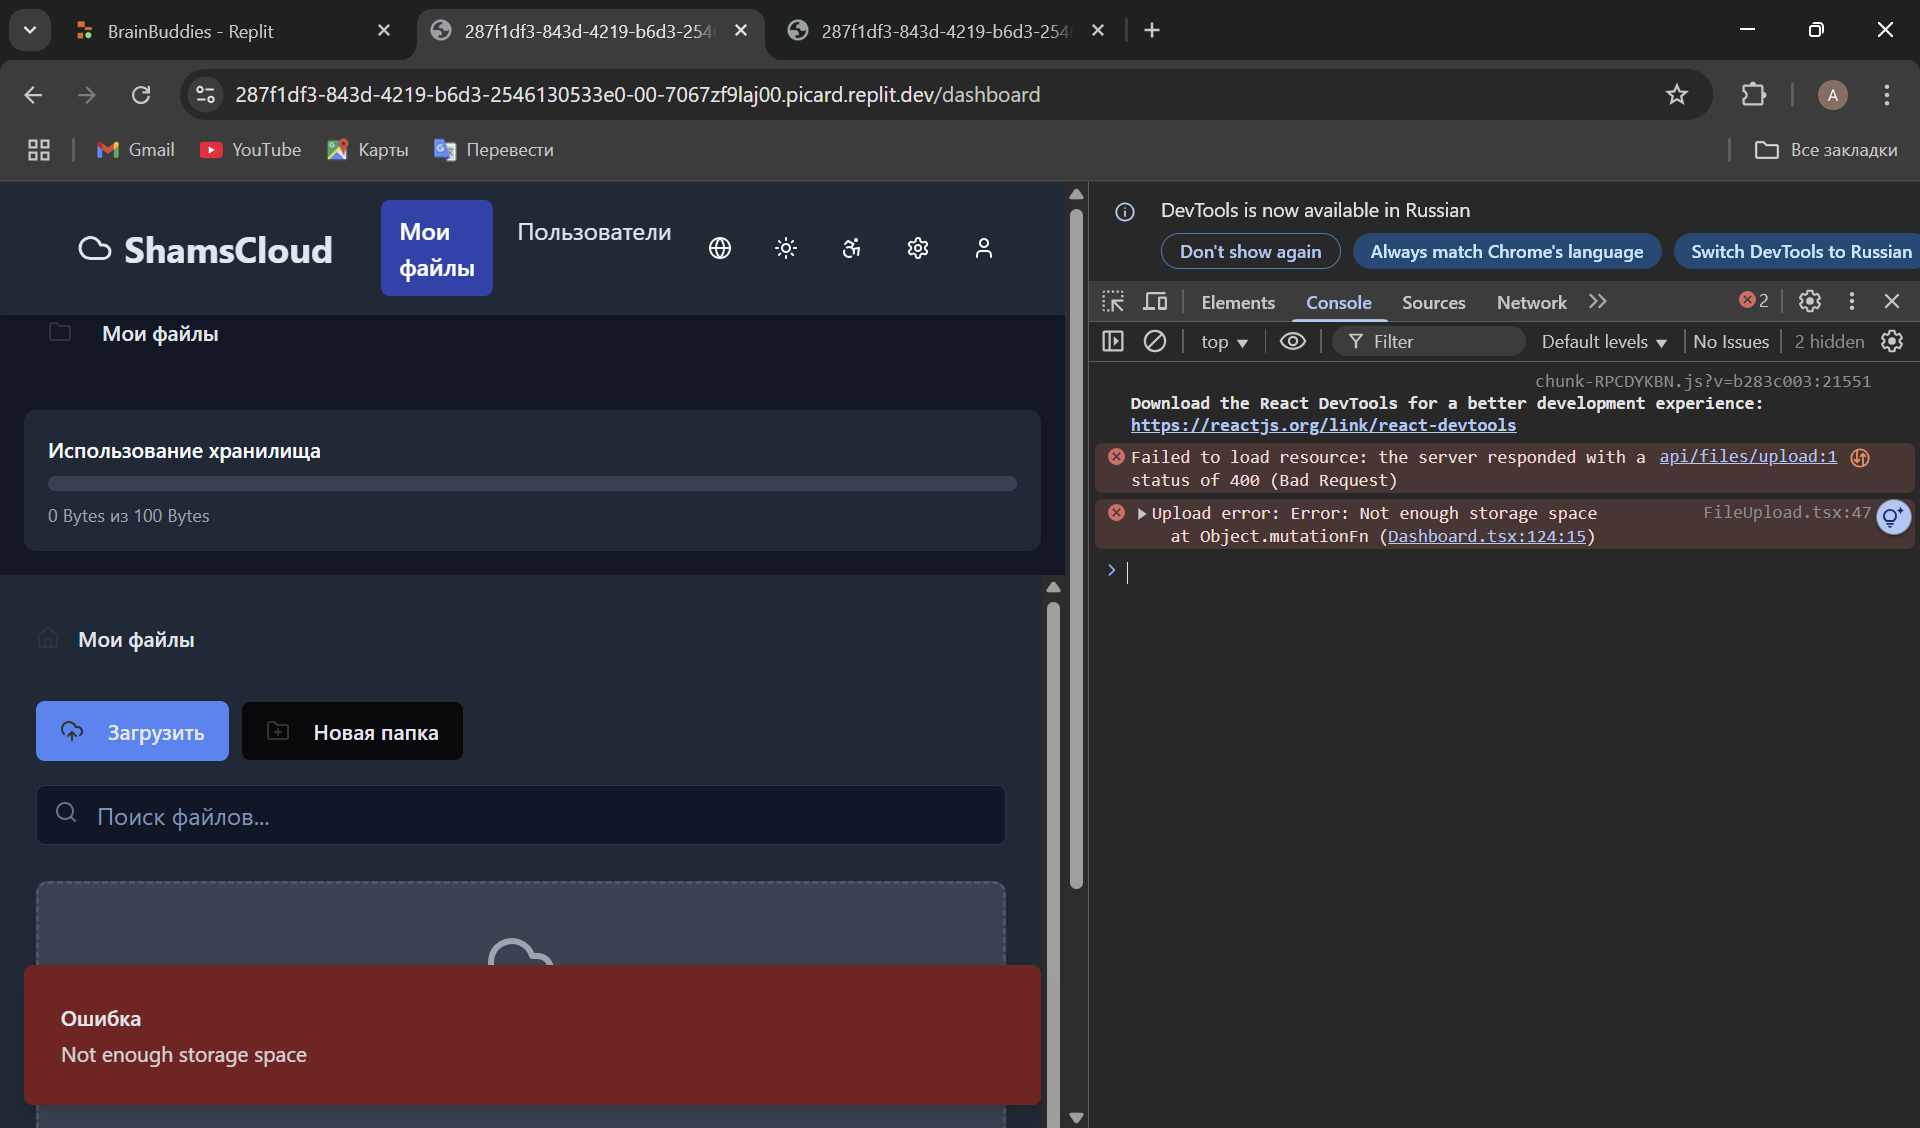 BrainBuddies - Replit
287f1df3-843d-4219-b6d3-254
287f1df3-843d-4219-b6d3-254
287f1df3-843d-4219-b6d3-2546130533e0-00-7067zf9laj00.picard.replit.dev/dashboard
A
Gmail
YouTube
Карты
Перевести
Все закладки
ShamsCloud
Мои
файлы
Пользователи
Мои файлы
Использование хранилища
0 Bytes из 100 Bytes
Мои файлы
Загрузить
Новая папка
Поиск файлов...
Ошибка
Not enough storage space
DevTools is now available in Russian
Don't show again
Always match Chrome's language
Switch DevTools to Russian
Elements
Console
Sources
Network
2
top
Filter
Default levels
No Issues
2 hidden
chunk-RPCDYKBN.js?v=b283c003:21551
Download the React DevTools for a better development experience:
https://reactjs.org/link/react-devtools
Failed to load resource: the server responded with a api/files/upload:1
status of 400 (Bad Request)
Upload error: Error: Not enough storage space FileUpload.tsx:47
at Object.mutationFn (Dashboard.tsx:124:15)